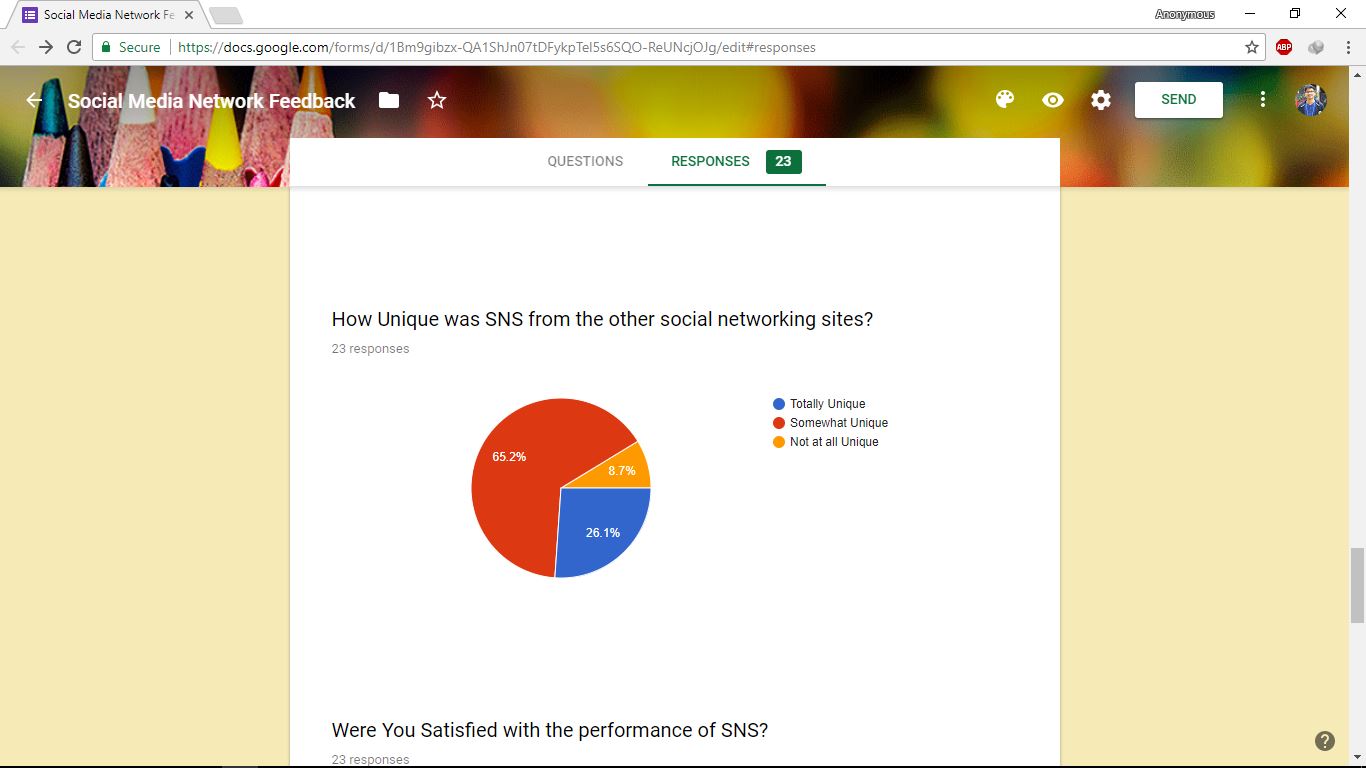 Social Media Network Fe
Anonymous
Secure
https://docs.google.com/forms/d/1Bm9gibzx-QA1ShJn07tDFykpTeI5s6SQO-ReUNcjOJg/edit#responses
ABP
Social Media Network Feedback
SEND
QUESTIONS
RESPONSES 23
How Unique was SNS from the other social networking sites?
23 responses
65.2%
8.7%
26.1%
Totally Unique
Somewhat Unique
Not at all Unique
Were You Satisfied with the performance of SNS?
23 responses